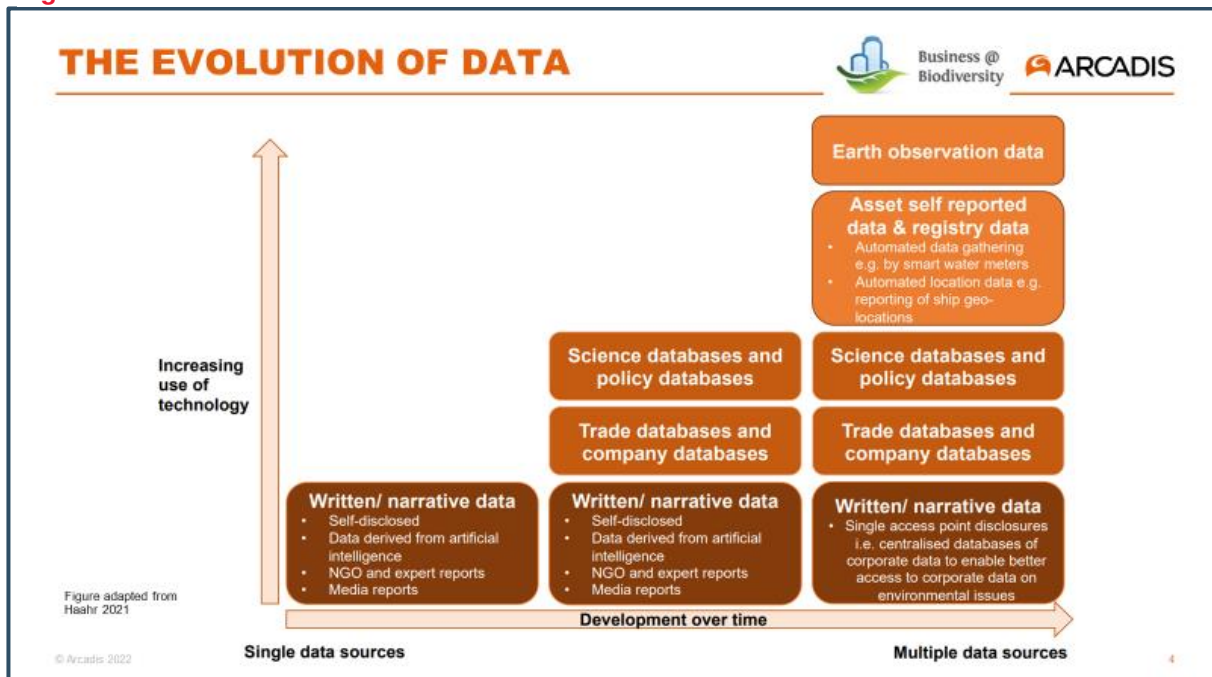 THE EVOLUTION OF DATA
Business @
Biodiversity
ARCADIS
Earth observation data
Asset self reported
data & registry data
• Automated data gathering
e.g. by smart water meters
• Automated location data e.g.
reporting of ship geo-
locations
Increasing
use of
technology
Science databases and
policy databases
Science databases and
policy databases
Trade databases and
company databases
Trade databases and
company databases
Written/ narrative data
• Self-disclosed
• Data derived from artificial
intelligence
• NGO and expert reports
• Media reports
Written/ narrative data
• Self-disclosed
• Data derived from artificial
intelligence
• NGO and expert reports
• Media reports
Written/ narrative data
• Single access point disclosures
i.e. centralised databases of
corporate data to enable better
access to corporate data on
environmental issues
Figure adapted from
Haahr 2021
Development over time
Single data sources
Multiple data sources
© Arcadis 2022
4